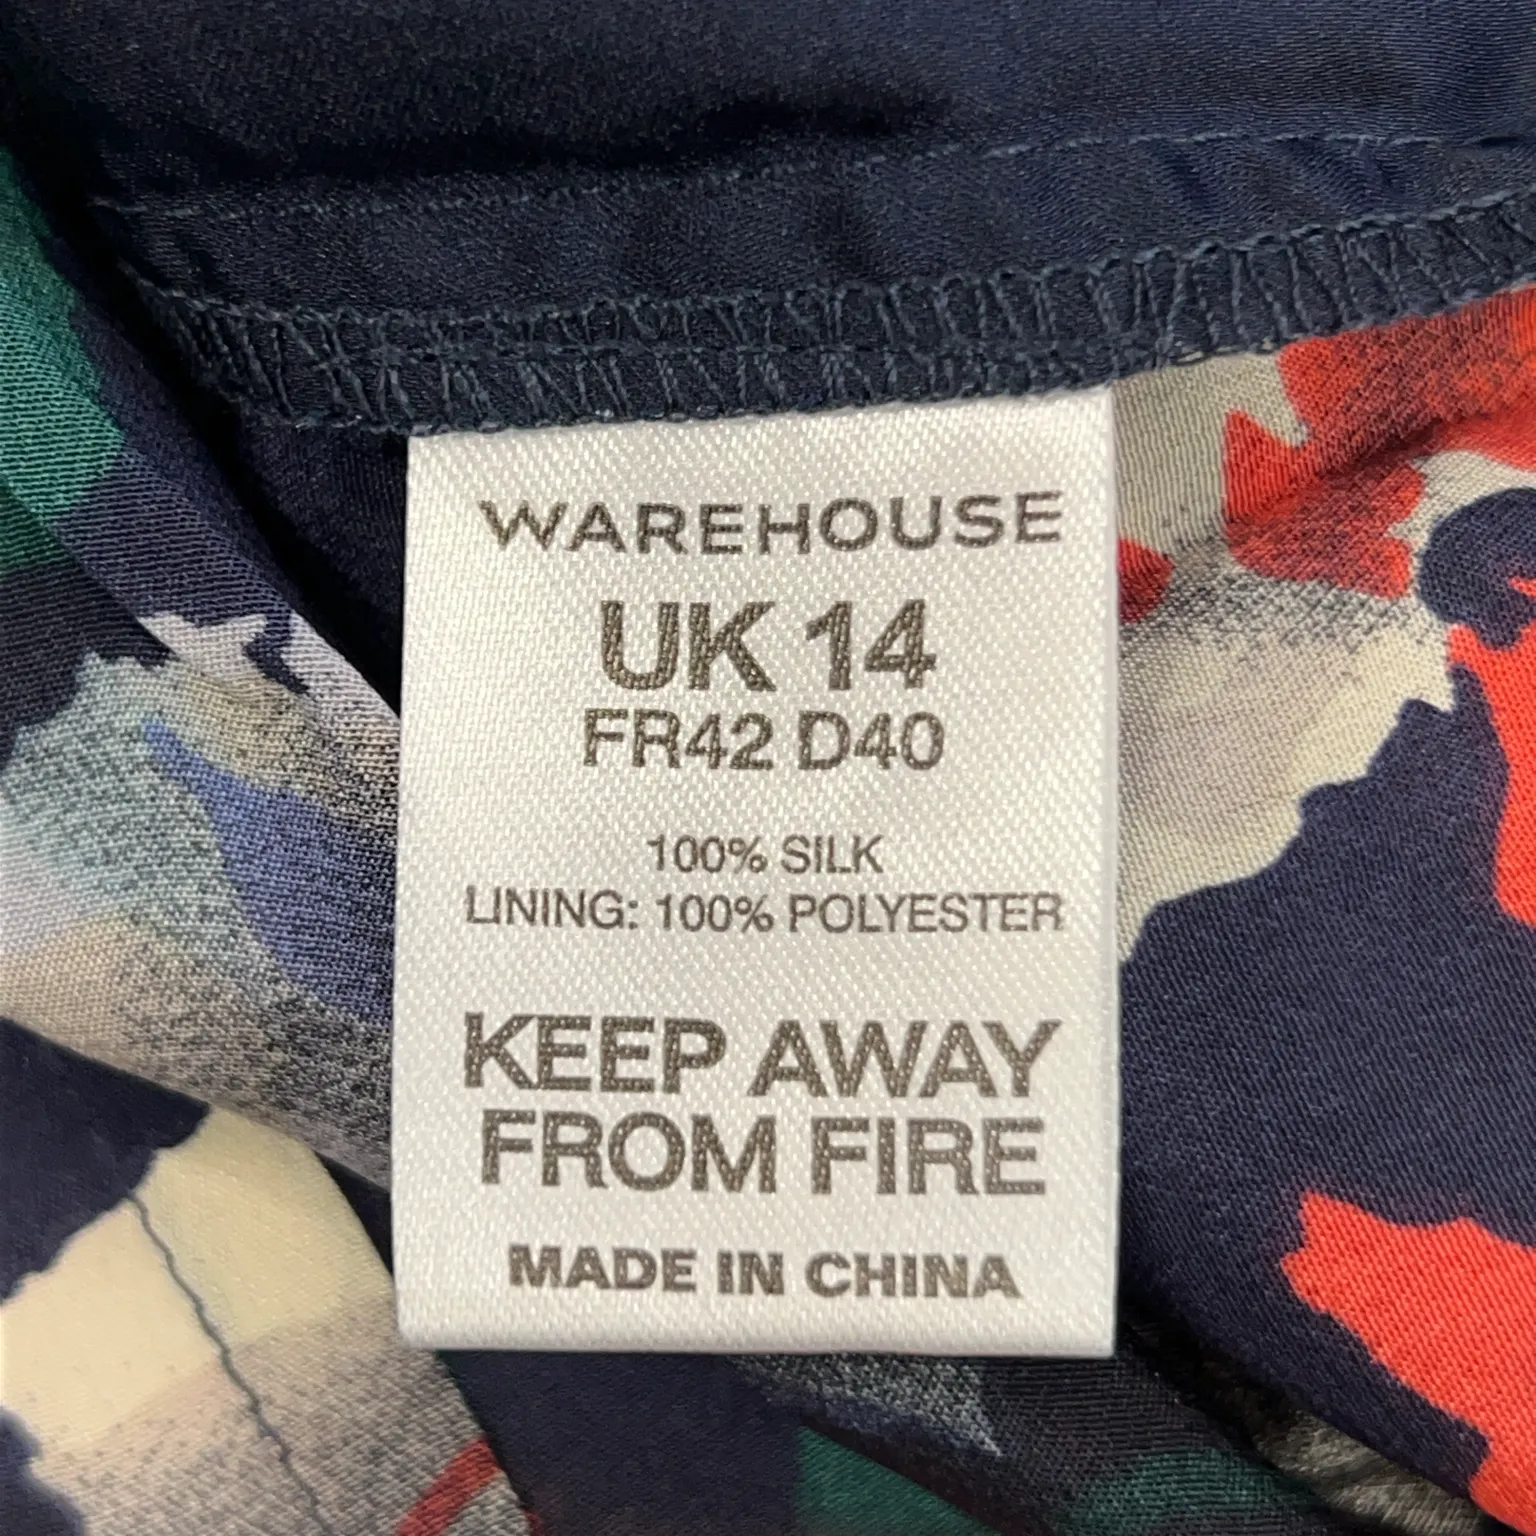 WAREHOUSE
UK 14
FR42 D40
100% SILK
LINING: 100% POLYESTER
KEEP AWAY
FROM FIRE
MADE IN CHINA